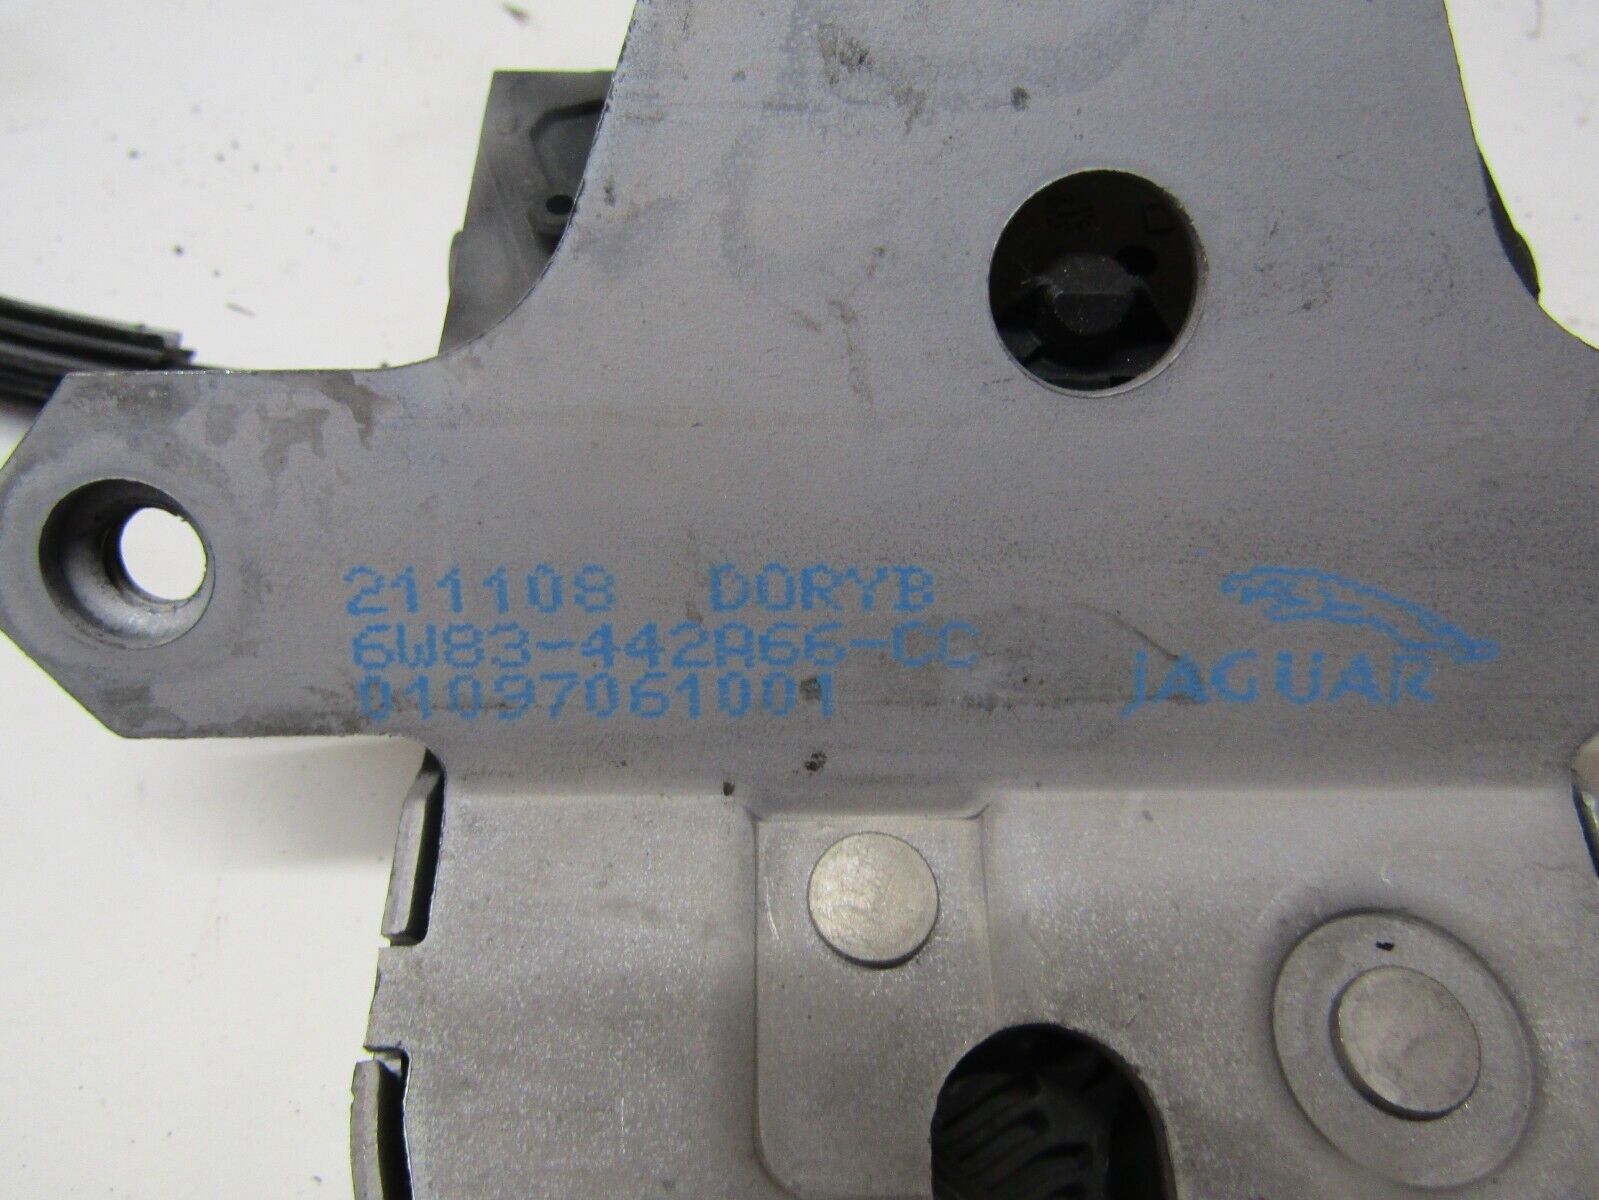 211108 DORYB
6W83-442A66-CC
01097061001
JAGUAR